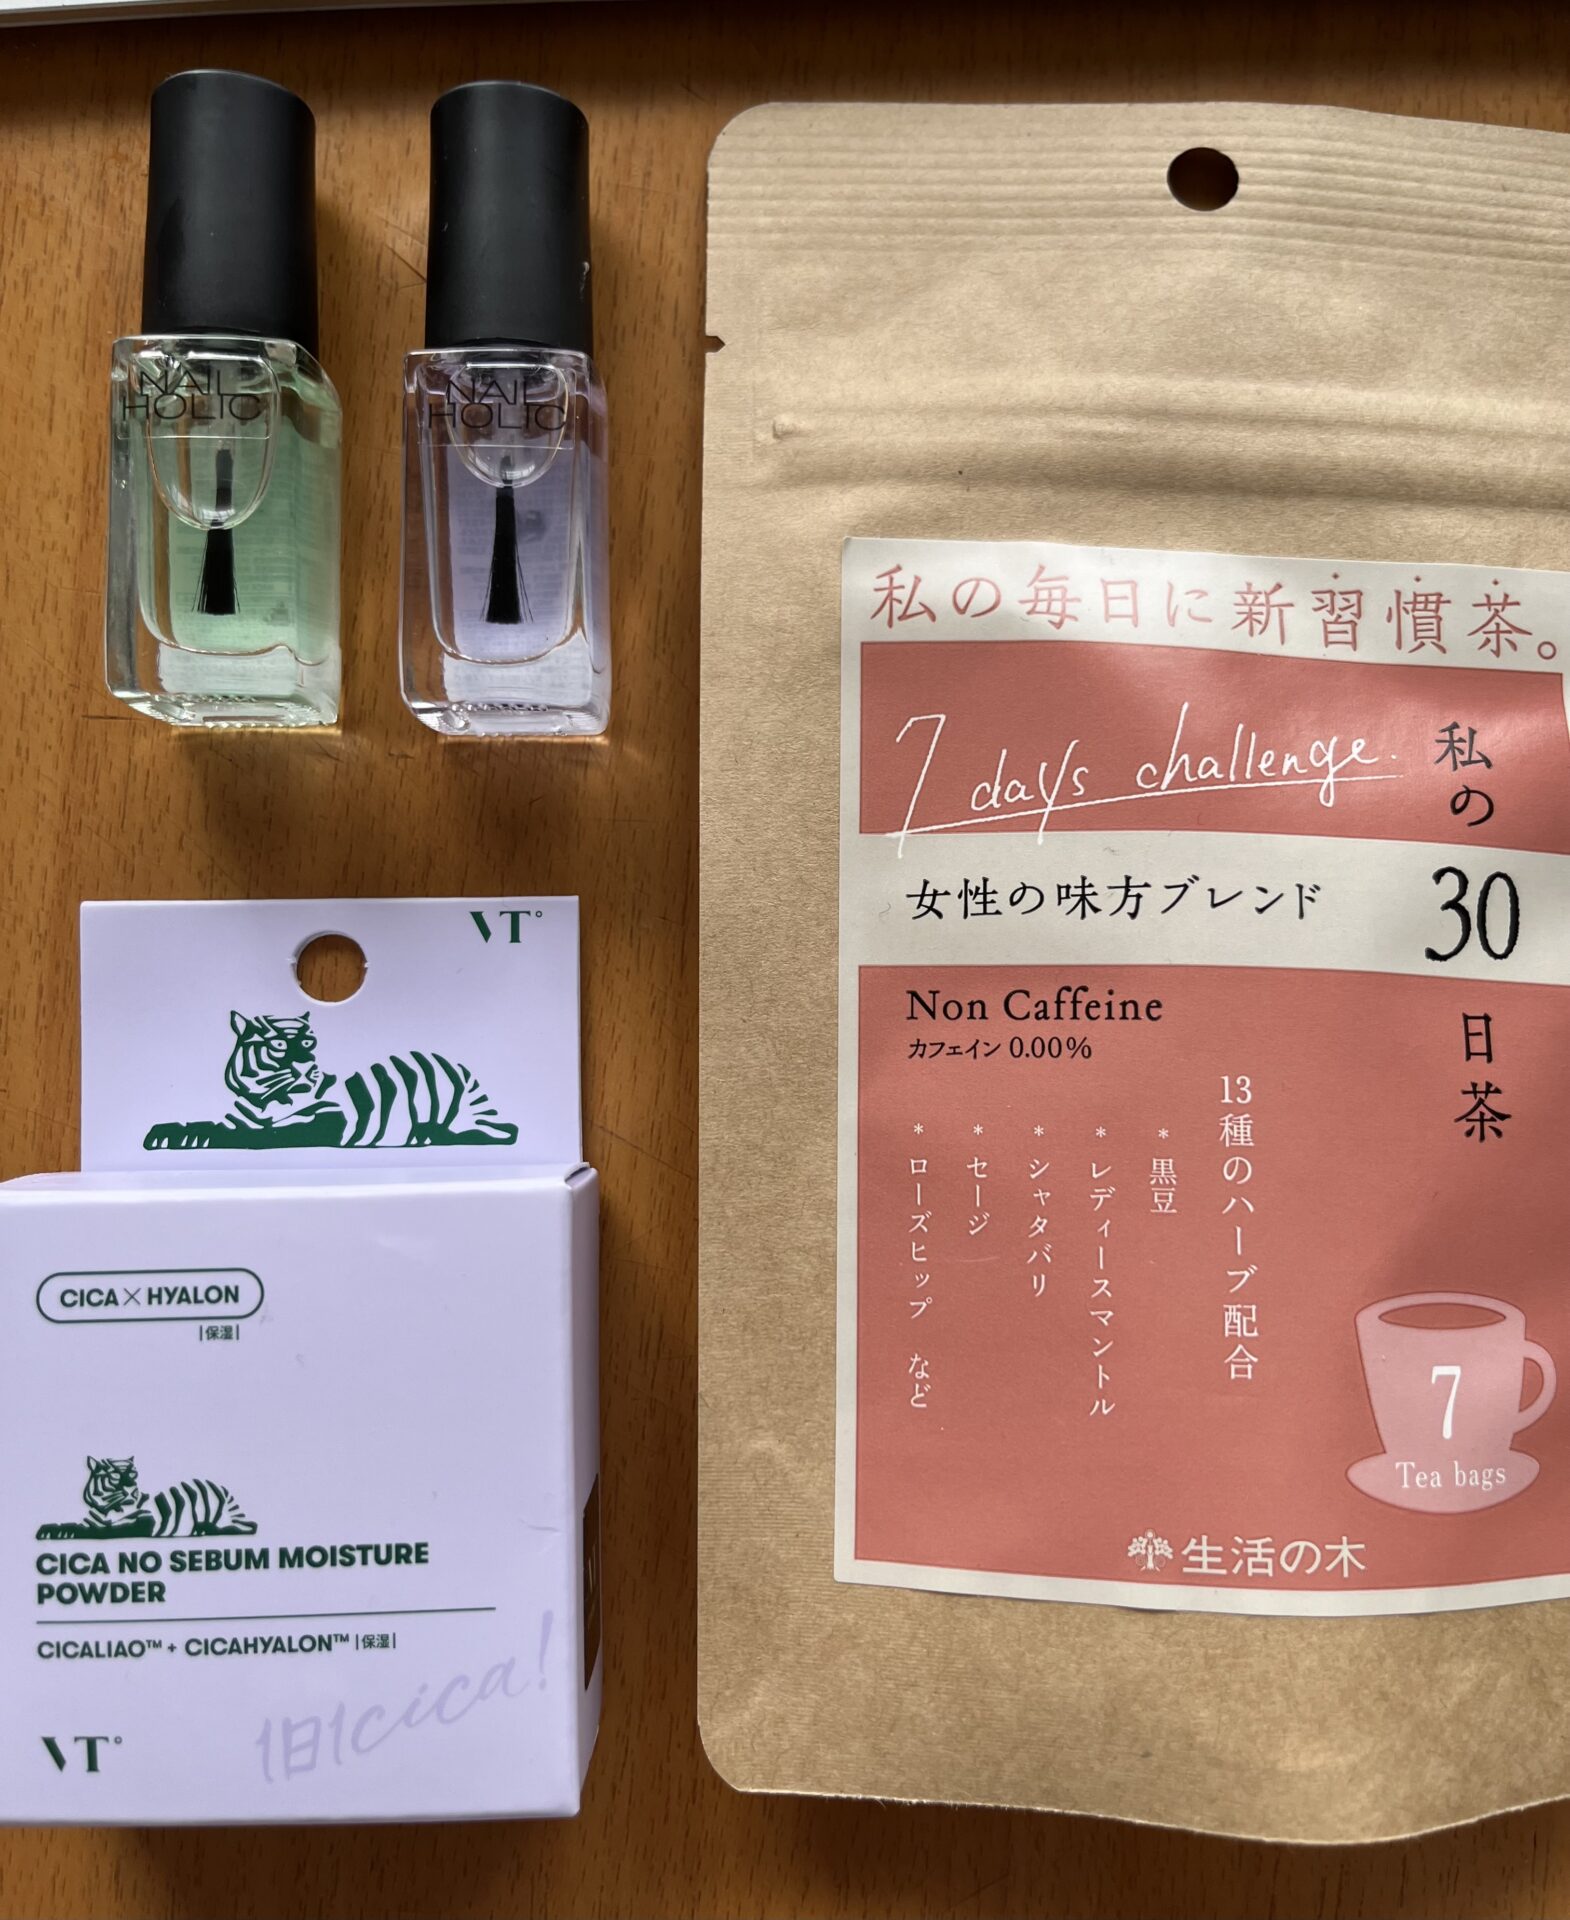 NAIL
HOLIC
NAIL
HOLIC
VT
CICA×HYALON
|保湿|
CICA NO SEBUM MOISTURE
POWDER
CICALIAO™ + CICAHYALON™ |保湿|
1日1cica!
VT
私の毎日に新習慣茶。
7 days challenge.
女性の味方ブレンド
私の30日茶
Non Caffeine
カフェイン 0.00%
13種のハーブ配合
*黒豆
*レディースマントル
*シャタバリ
*セージ
*ローズヒップ など
7
Tea bags
生活の木